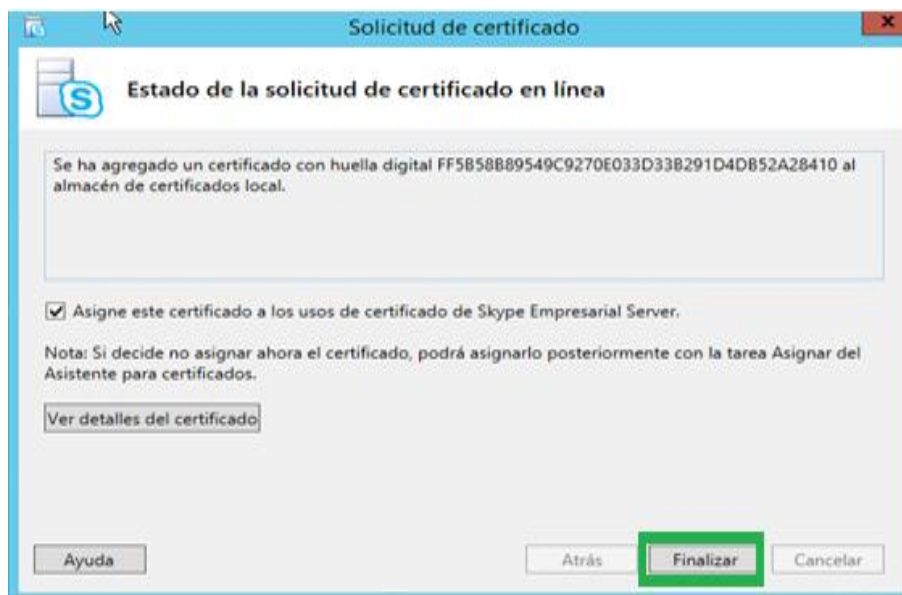 Solicitud de certificado
Estado de la solicitud de certificado en línea
Se ha agregado un certificado con huella digital FF5B58B89549C9270E033D33B291D4DB52A28410 al
almacén de certificados local.
Asigne este certificado a los usos de certificado de Skype Empresarial Server.
Nota: Si decide no asignar ahora el certificado, podrá asignarlo posteriormente con la tarea Asignar del
Asistente para certificados.
Ver detalles del certificado
Ayuda
Atrás
Finalizar
Cancelar